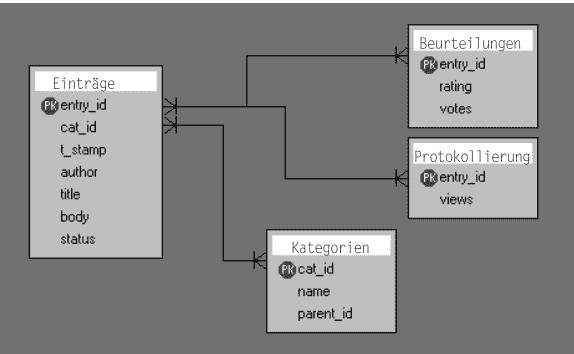 Einträge
PK entry_id
cat_id
t_stamp
author
title
body
status
Beurteilungen
PK entry_id
rating
votes
Protokollierung
PK entry_id
views
Kategorien
PK cat_id
name
parent_id